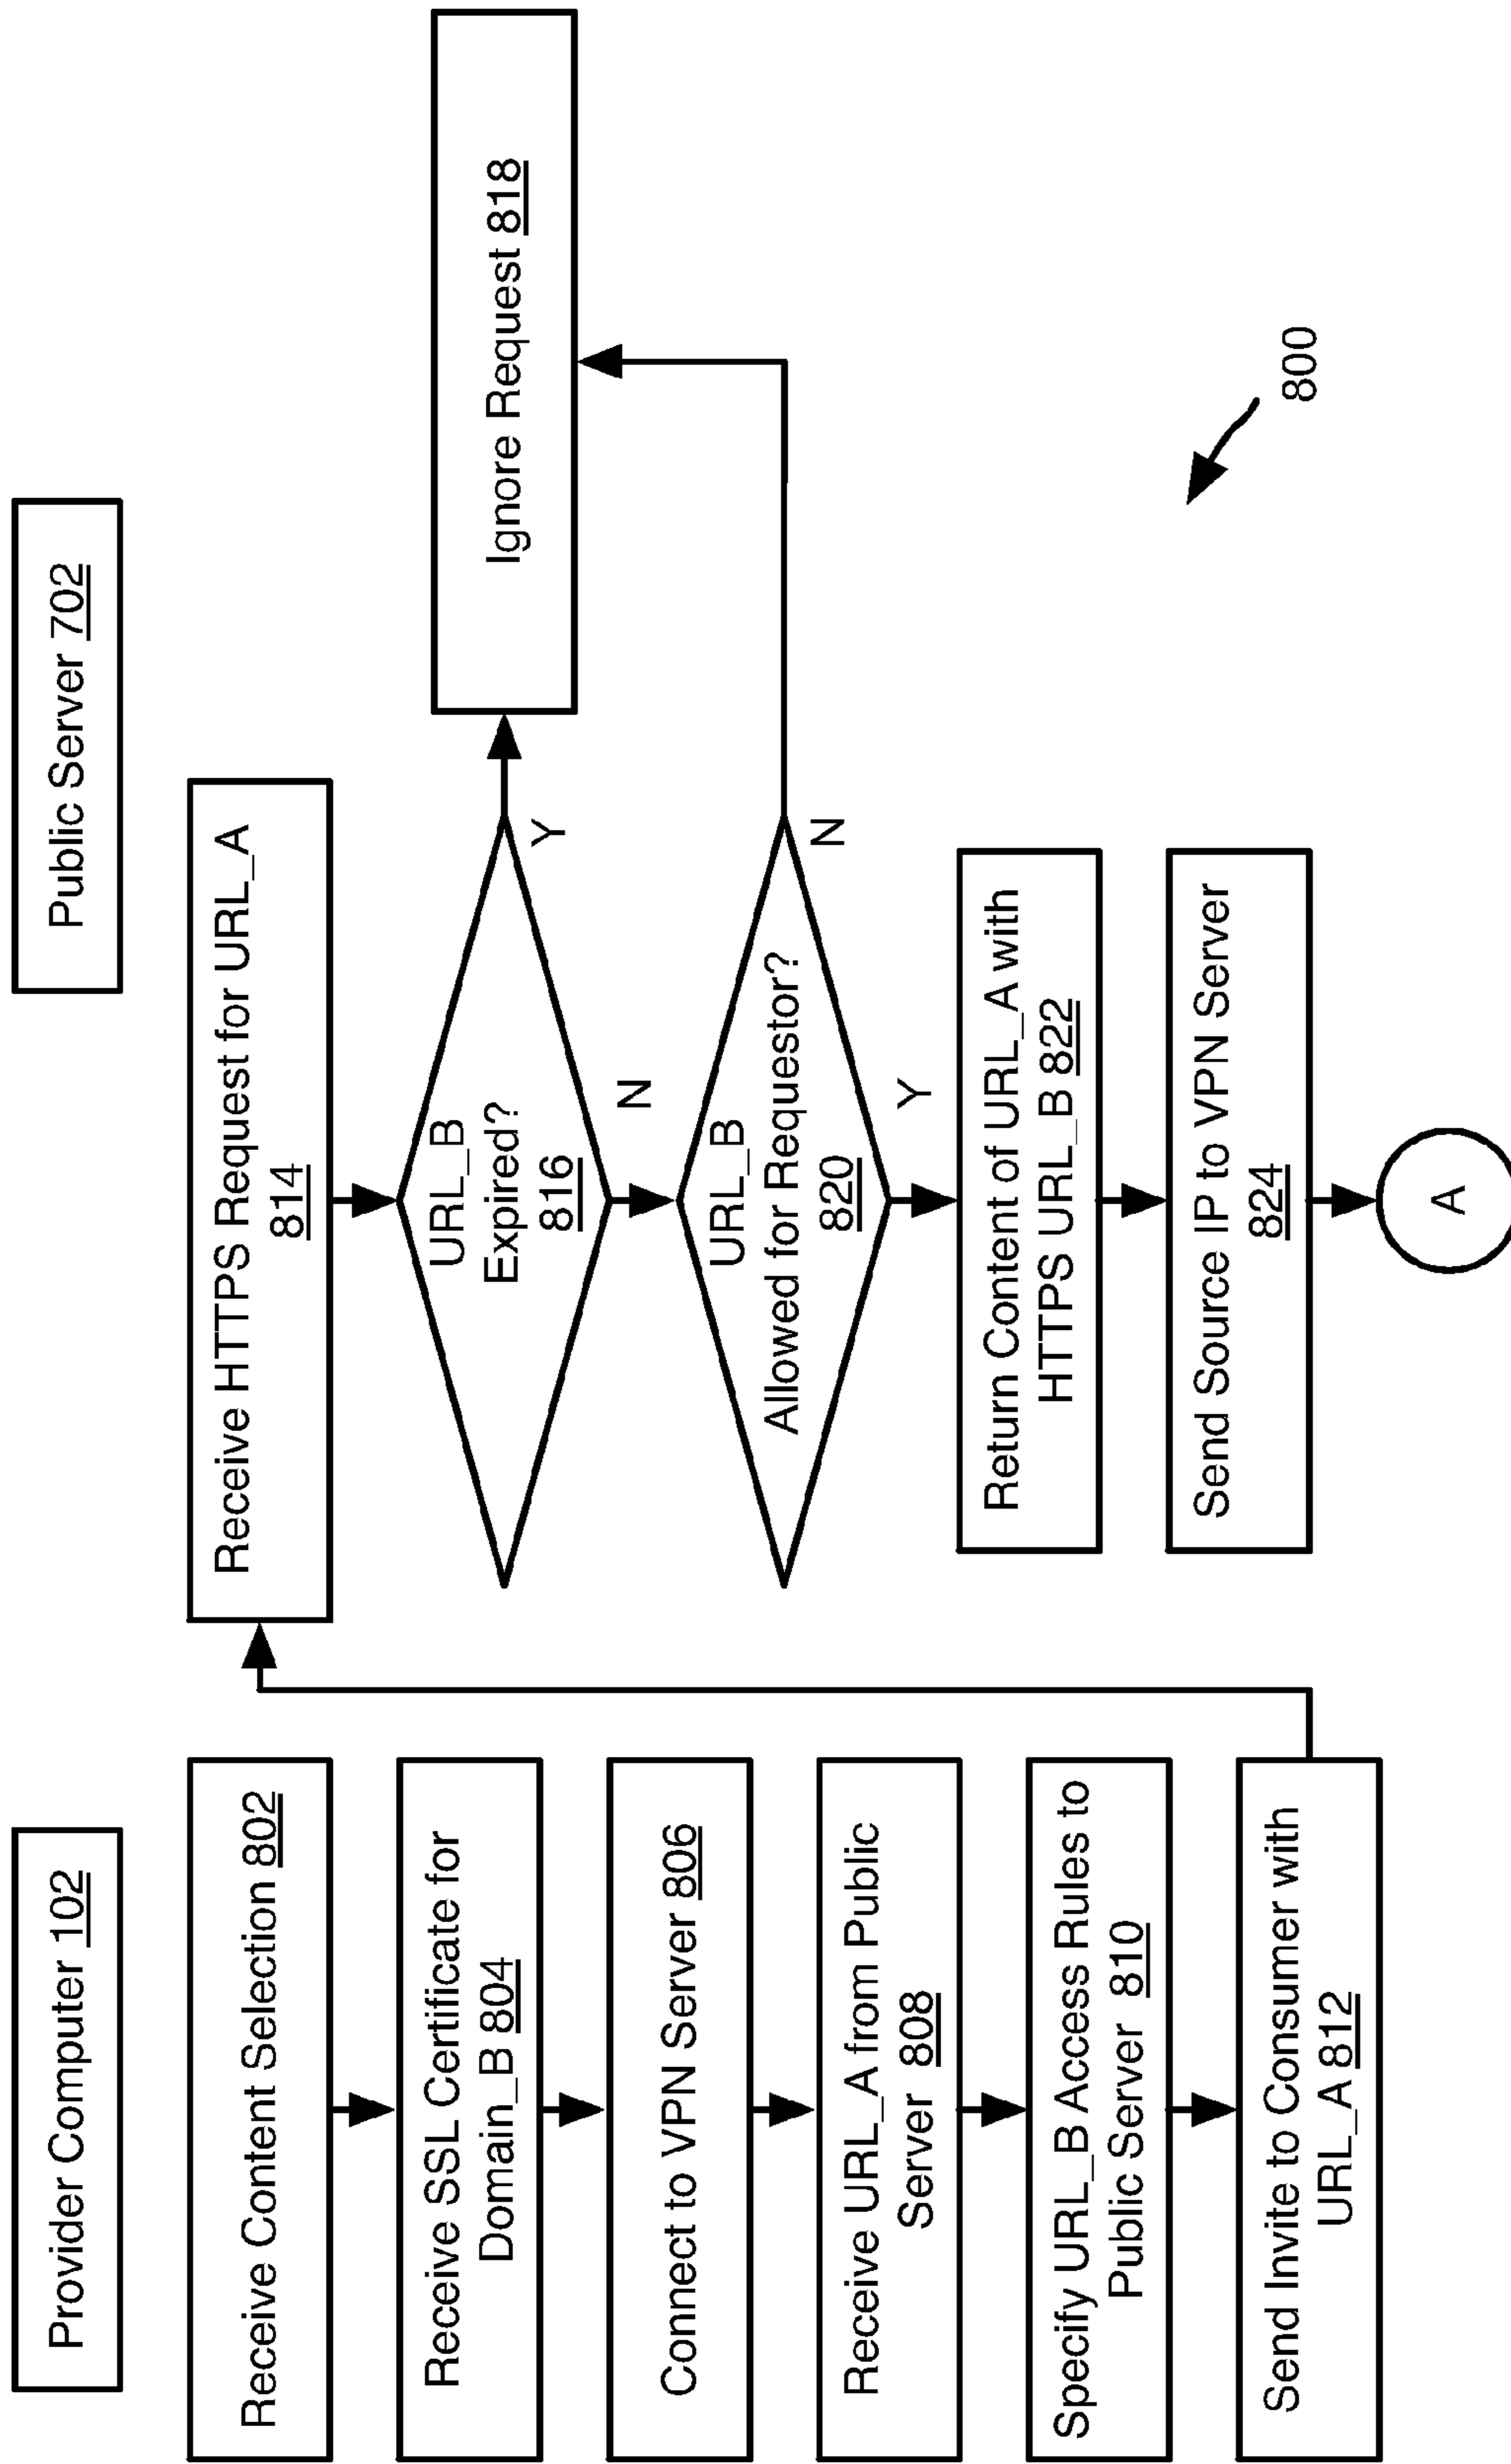 Provider Computer 102
Receive Content Selection 802
Receive SSL Certificate for
Domain_B 804
Connect to VPN Server 806
Receive URL_A from Public
Server 808
Specify URL_B Access Rules to
Public Server 810
Send Invite to Consumer with
URL_A 812
Public Server 702
Receive HTTPS Request for URL_A
814
URL_B
Expired?
816
Y
N
Ignore Request 818
URL_B
Allowed for Requestor?
820
N
Y
Return Content of URL_A with
HTTPS URL_B 822
Send Source IP to VPN Server
824
A
800